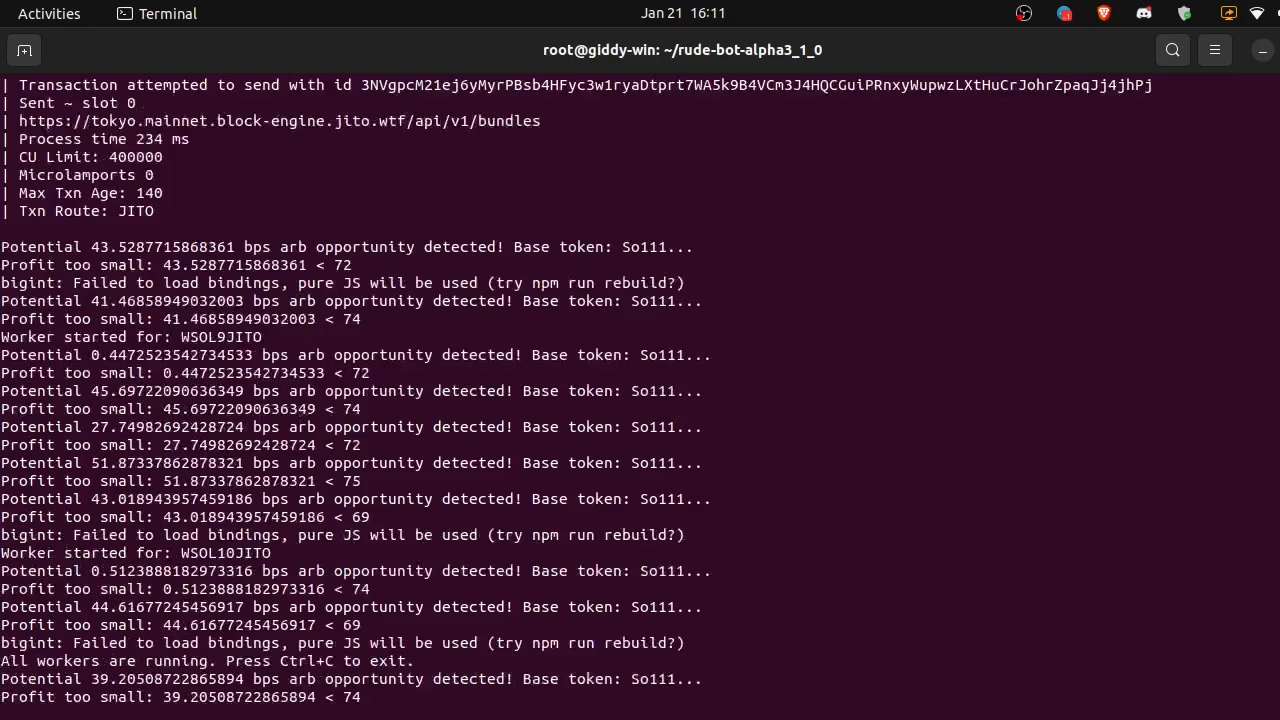 Activities Terminal Jan 21 16:11
root@giddy-win: ~/rude-bot-alpha3_1_0
| Transaction attempted to send with id 3NVgpcM21ej6yMyrPBsb4HFyc3w1ryaDtprt7WA5k9B4VCm3J4HQCGuiPRnxyWupwzLXtHuCrJohrZpaqJj4jhPj
| Sent ~ slot 0
| https://tokyo.mainnet.block-engine.jito.wtf/api/v1/bundles
| Process time 234 ms
| CU Limit: 400000
| Microlamports 0
| Max Txn Age: 140
| Txn Route: JITO
Potential 43.5287715868361 bps arb opportunity detected! Base token: So111...
Profit too small: 43.5287715868361 < 72
bigint: Failed to load bindings, pure JS will be used (try npm run rebuild?)
Potential 41.46858949032003 bps arb opportunity detected! Base token: So111...
Profit too small: 41.46858949032003 < 74
Worker started for: WSOL9JITO
Potential 0.4472523542734533 bps arb opportunity detected! Base token: So111...
Profit too small: 0.4472523542734533 < 72
Potential 45.69722090636349 bps arb opportunity detected! Base token: So111...
Profit too small: 45.69722090636349 < 74
Potential 27.74982692428724 bps arb opportunity detected! Base token: So111...
Profit too small: 27.74982692428724 < 72
Potential 51.87337862878321 bps arb opportunity detected! Base token: So111...
Profit too small: 51.87337862878321 < 75
Potential 43.018943957459186 bps arb opportunity detected! Base token: So111...
Profit too small: 43.018943957459186 < 69
bigint: Failed to load bindings, pure JS will be used (try npm run rebuild?)
Worker started for: WSOL10JITO
Potential 0.5123888182973316 bps arb opportunity detected! Base token: So111...
Profit too small: 0.5123888182973316 < 74
Potential 44.61677245456917 bps arb opportunity detected! Base token: So111...
Profit too small: 44.61677245456917 < 69
bigint: Failed to load bindings, pure JS will be used (try npm run rebuild?)
All workers are running. Press Ctrl+C to exit.
Potential 39.20508722865894 bps arb opportunity detected! Base token: So111...
Profit too small: 39.20508722865894 < 74